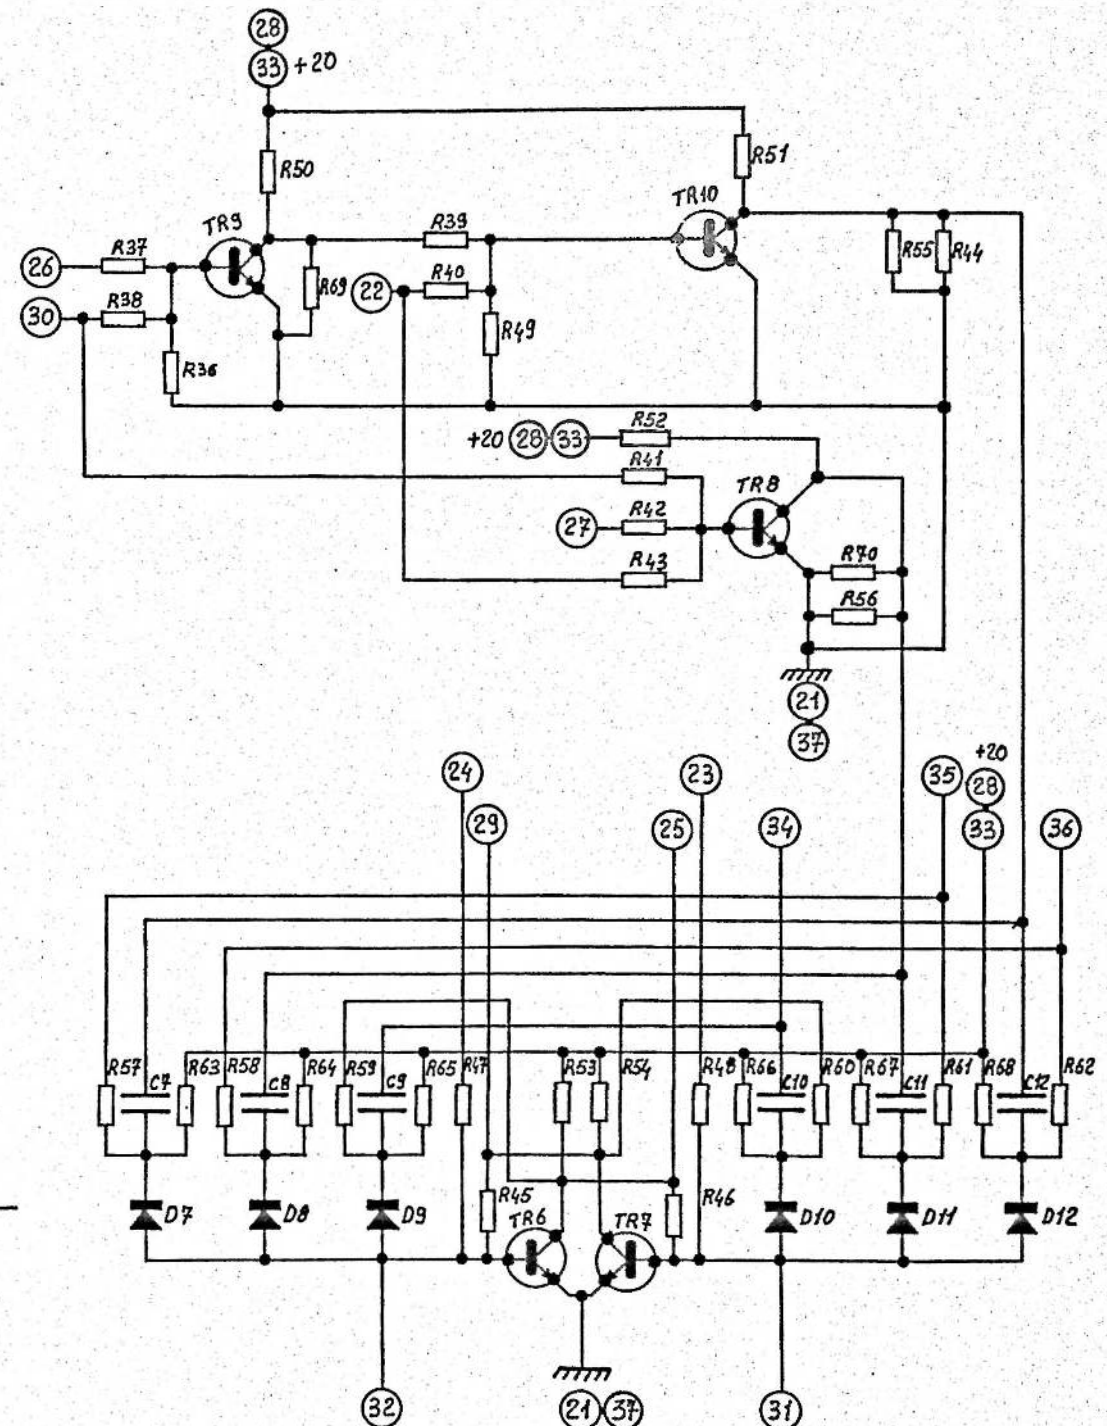 28
33 +20
R50
R51
TR9
R39
TR10
26
R37
R69
22
R40
R55
R44
30
R38
R36
R49
+20 28 33
R52
R41
TR8
27
R42
R43
R70
R56
21
37
24
23
35
+20
28
29
25
34
33
36
R57
C7
R63
R58
C8
R64
R59
C9
R65
R47
R53
R54
R48
R66
C10
R60
R67
C11
R61
R68
C12
R62
D7
D8
D9
R45
TR6
TR7
R46
D10
D11
D12
32
21 37
31